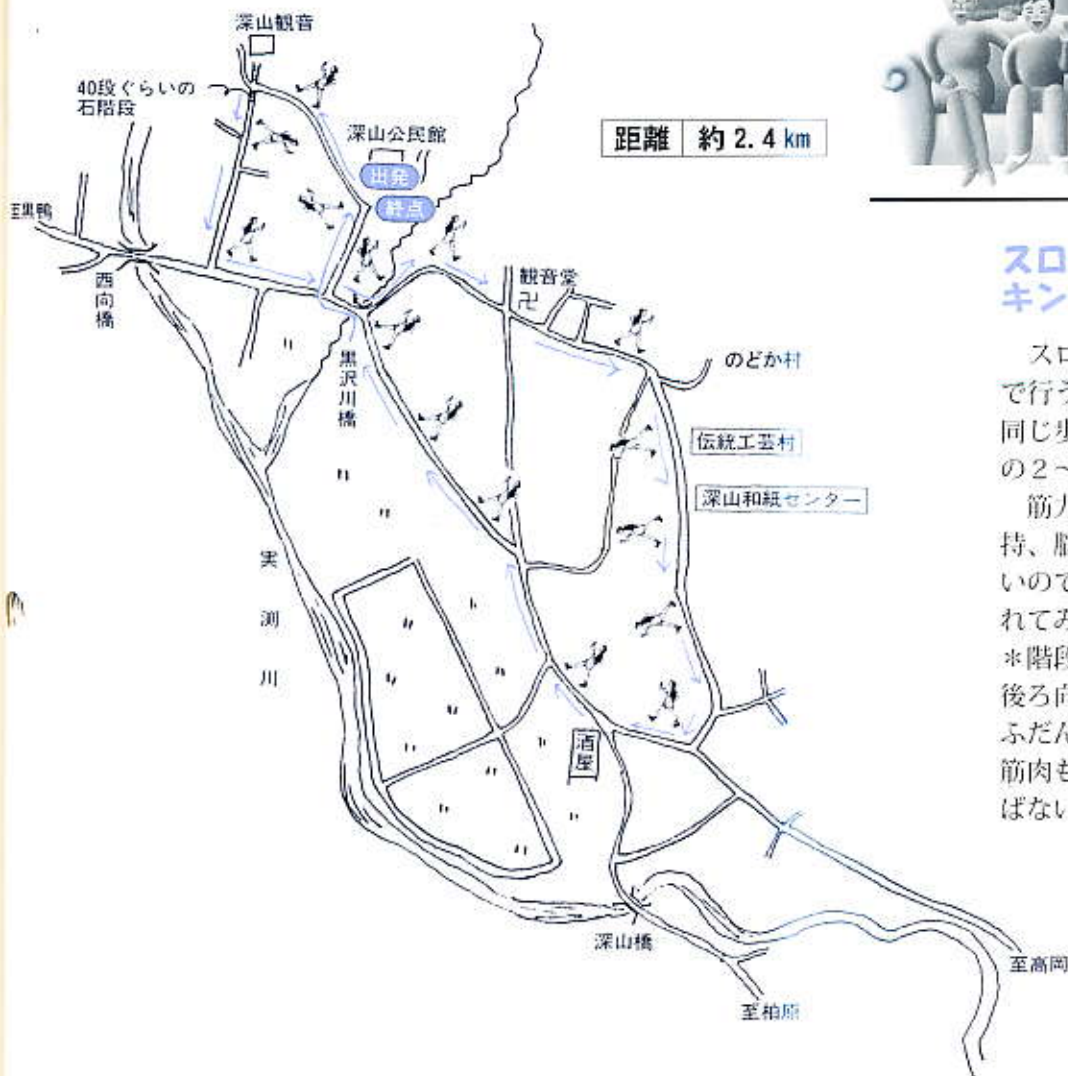 深山観音
40段ぐらいの
石階段
深山公民館
出発
終点
距離 約2.4km
至黒鴨
西向橋
観音堂
卍
黒沢川橋
のどか村
伝統工芸村
深山和紙センター
実渕川
酒屋
深山橋
至高岡
至柏原
スロ
キン
スロ
で行う
同じ歩
の2〜
筋力
持、脳
いので
れてみ
*階段
後ろ向
ふだん
筋肉も
ばない